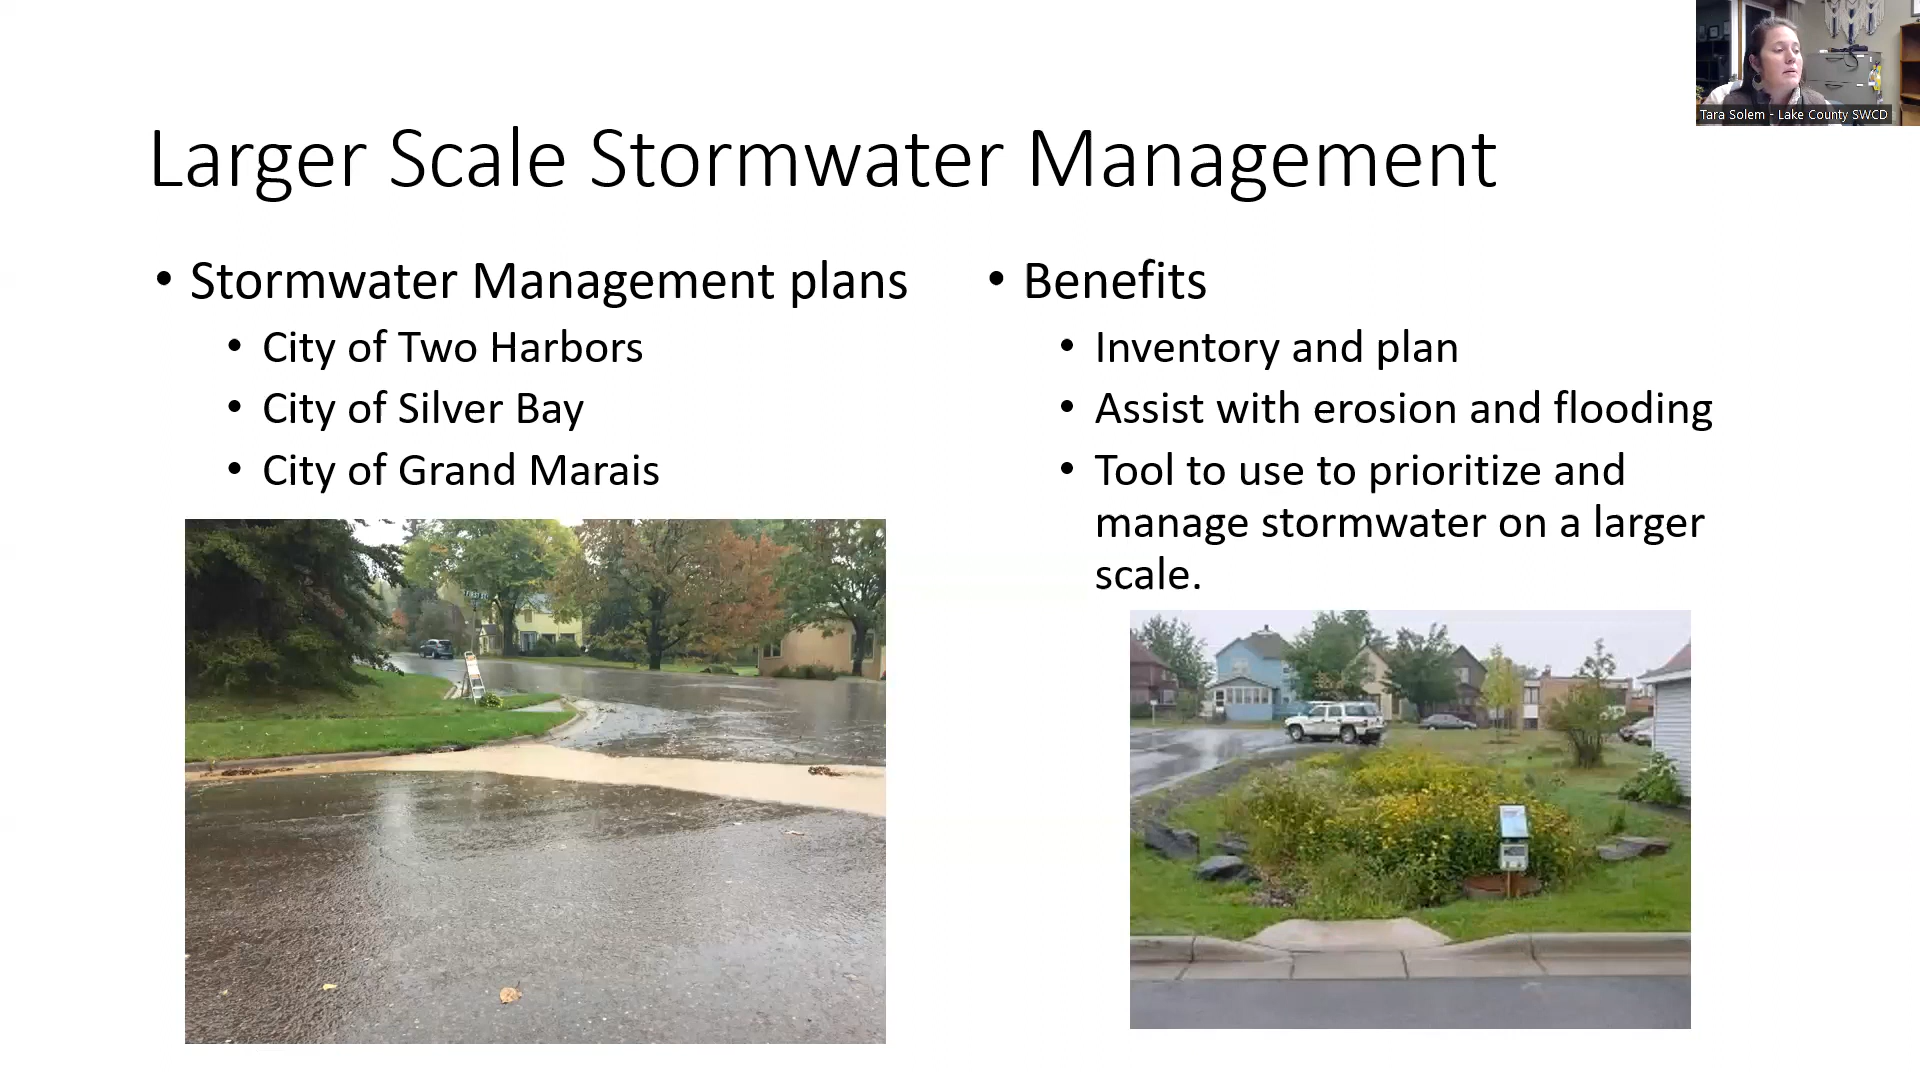 Tara Solem - Lake County SWCD
Larger Scale Stormwater Management
• Stormwater Management plans
• City of Two Harbors
• City of Silver Bay
• City of Grand Marais
• Benefits
• Inventory and plan
• Assist with erosion and flooding
• Tool to use to prioritize and
manage stormwater on a larger
scale.